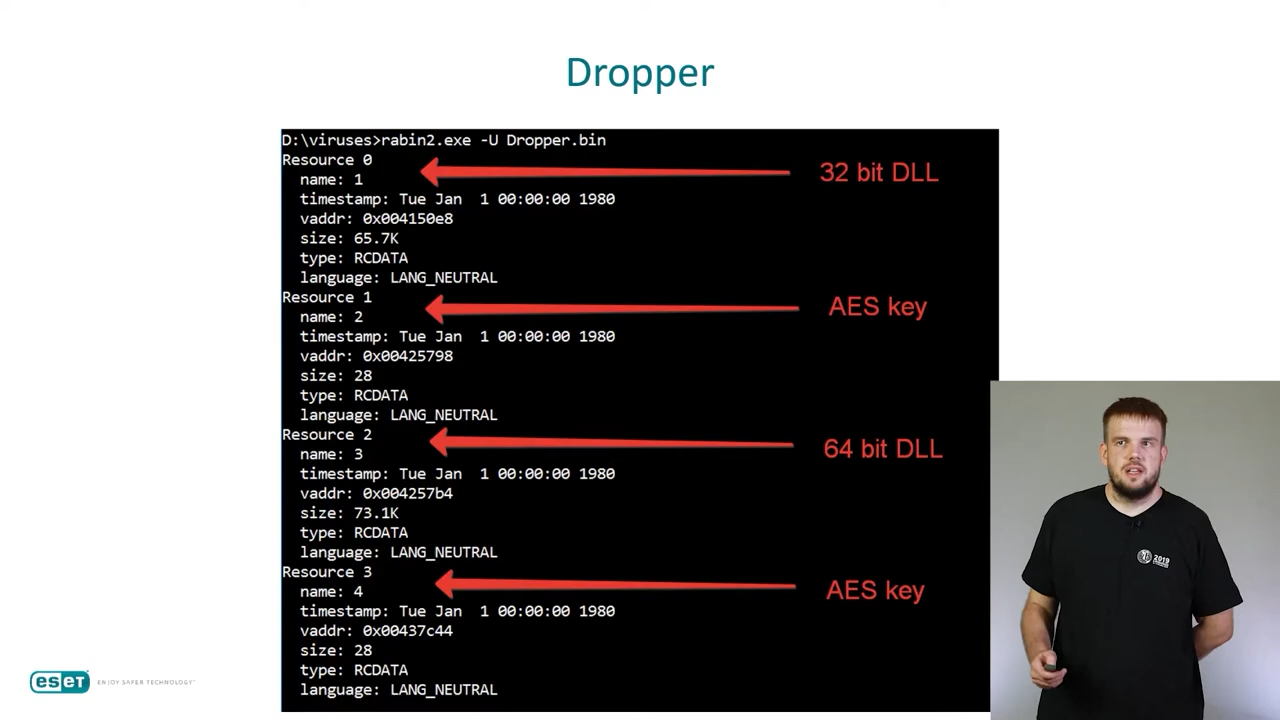 Dropper
D:\viruses>rabin2.exe -U Dropper.bin
Resource 0
32 bit DLL
name: 1
timestamp: Tue Jan  1 00:00:00 1980
vaddr: 0x004150e8
size: 65.7K
type: RCDATA
language: LANG_NEUTRAL
Resource 1
AES key
name: 2
timestamp: Tue Jan  1 00:00:00 1980
vaddr: 0x00425798
size: 28
type: RCDATA
language: LANG_NEUTRAL
Resource 2
64 bit DLL
name: 3
timestamp: Tue Jan  1 00:00:00 1980
vaddr: 0x004257b4
size: 73.1K
type: RCDATA
language: LANG_NEUTRAL
Resource 3
AES key
name: 4
timestamp: Tue Jan  1 00:00:00 1980
vaddr: 0x00437c44
size: 28
type: RCDATA
language: LANG_NEUTRAL
2019
eset ENJOY SAFER TECHNOLOGY